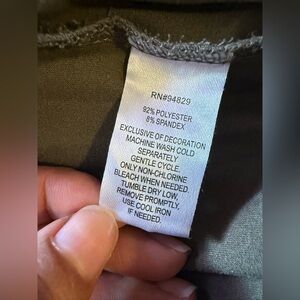 RN#94829
92% POLYESTER
8% SPANDEX
EXCLUSIVE OF DECORATION
MACHINE WASH COLD
SEPARATELY
GENTLE CYCLE.
ONLY NON-CHLORINE
BLEACH WHEN NEEDED.
TUMBLE DRY LOW,
REMOVE PROMPTLY,
USE COOL IRON
IF NEEDED.